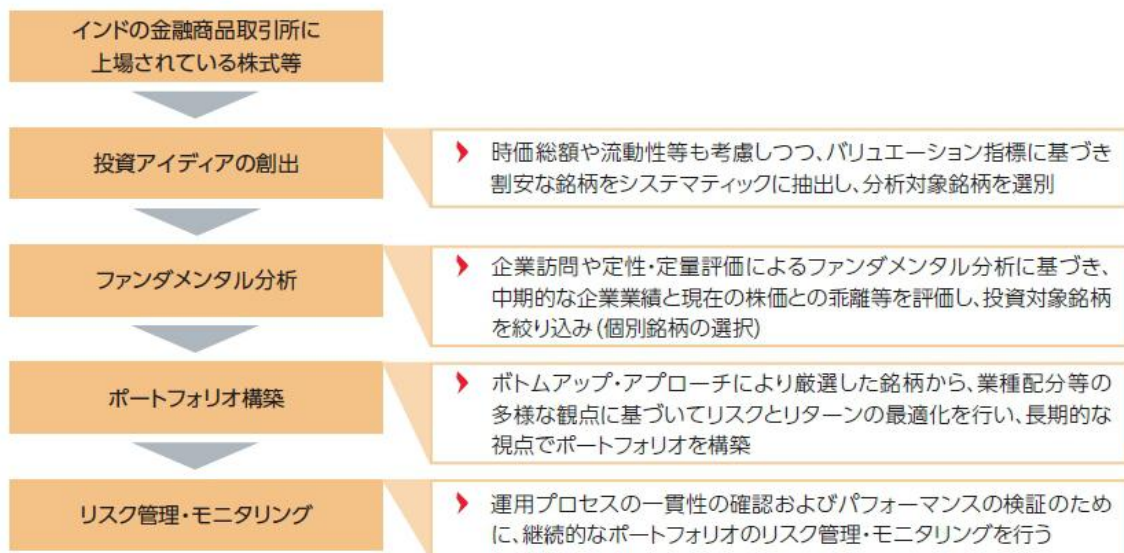 インドの金融商品取引所に
上場されている株式等
投資アイディアの創出
時価総額や流動性等も考慮しつつ、バリュエーション指標に基づき
割安な銘柄をシステマティックに抽出し、分析対象銘柄を選別
ファンダメンタル分析
企業訪問や定性・定量評価によるファンダメンタル分析に基づき、
中期的な企業業績と現在の株価との乖離等を評価し、投資対象銘柄
を絞り込み(個別銘柄の選択)
ポートフォリオ構築
ボトムアップ・アプローチにより厳選した銘柄から、業種配分等の
多様な観点に基づいてリスクとリターンの最適化を行い、長期的な
視点でポートフォリオを構築
リスク管理・モニタリング
運用プロセスの一貫性の確認およびパフォーマンスの検証のため
に、継続的なポートフォリオのリスク管理・モニタリングを行う